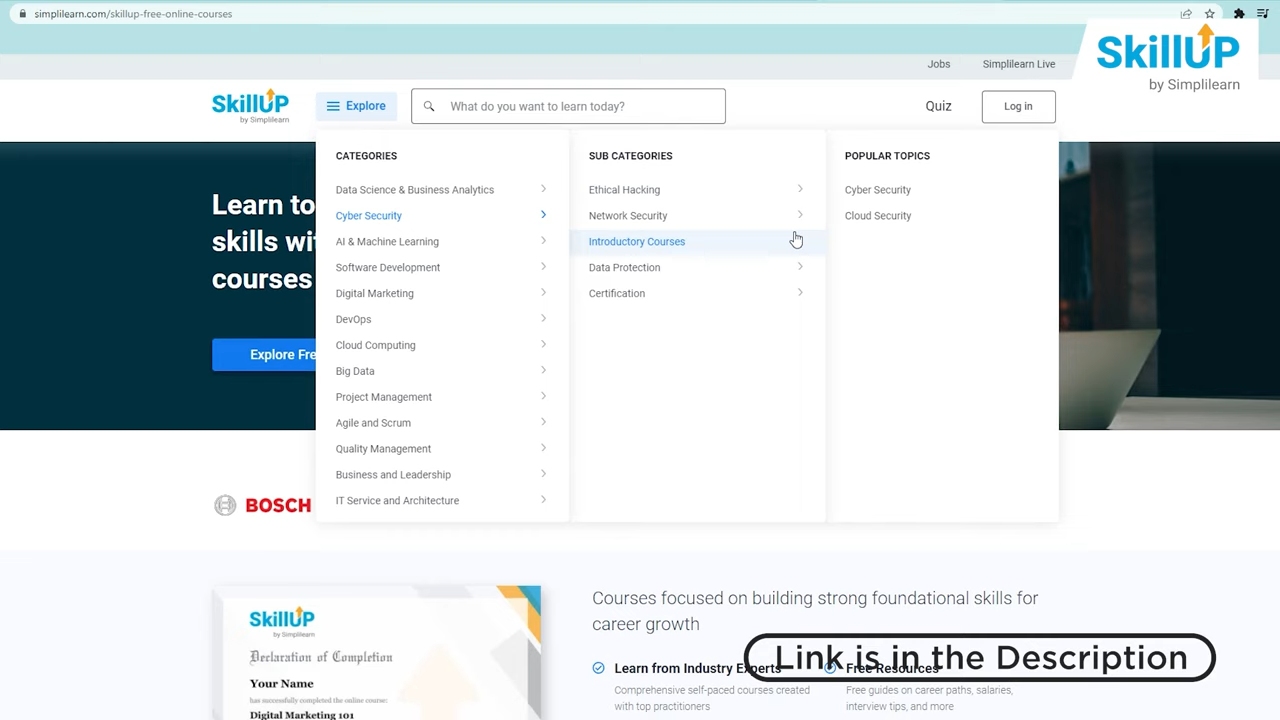 simplilearn.com/skillup-free-online-courses
SkillUP
by Simplilearn
Jobs
Simplilearn Live
SkillUP
by Simplilearn
Explore
What do you want to learn today?
Quiz
Log in
CATEGORIES
Data Science & Business Analytics
Cyber Security
AI & Machine Learning
Software Development
Digital Marketing
DevOps
Cloud Computing
Big Data
Project Management
Agile and Scrum
Quality Management
Business and Leadership
IT Service and Architecture
SUB CATEGORIES
Ethical Hacking
Network Security
Introductory Courses
Data Protection
Certification
POPULAR TOPICS
Cyber Security
Cloud Security
Learn to
skills wi
courses
Explore Fre
BOSCH
SkillUP
by Simplilearn
Declaration of Completion
Your Name
has successfully completed the online course:
Digital Marketing 101
Courses focused on building strong foundational skills for
career growth
Learn from Industry Experts
Comprehensive self-paced courses created
with top practitioners
Free Resources
Free guides on career paths, salaries,
interview tips, and more
Link is in the Description